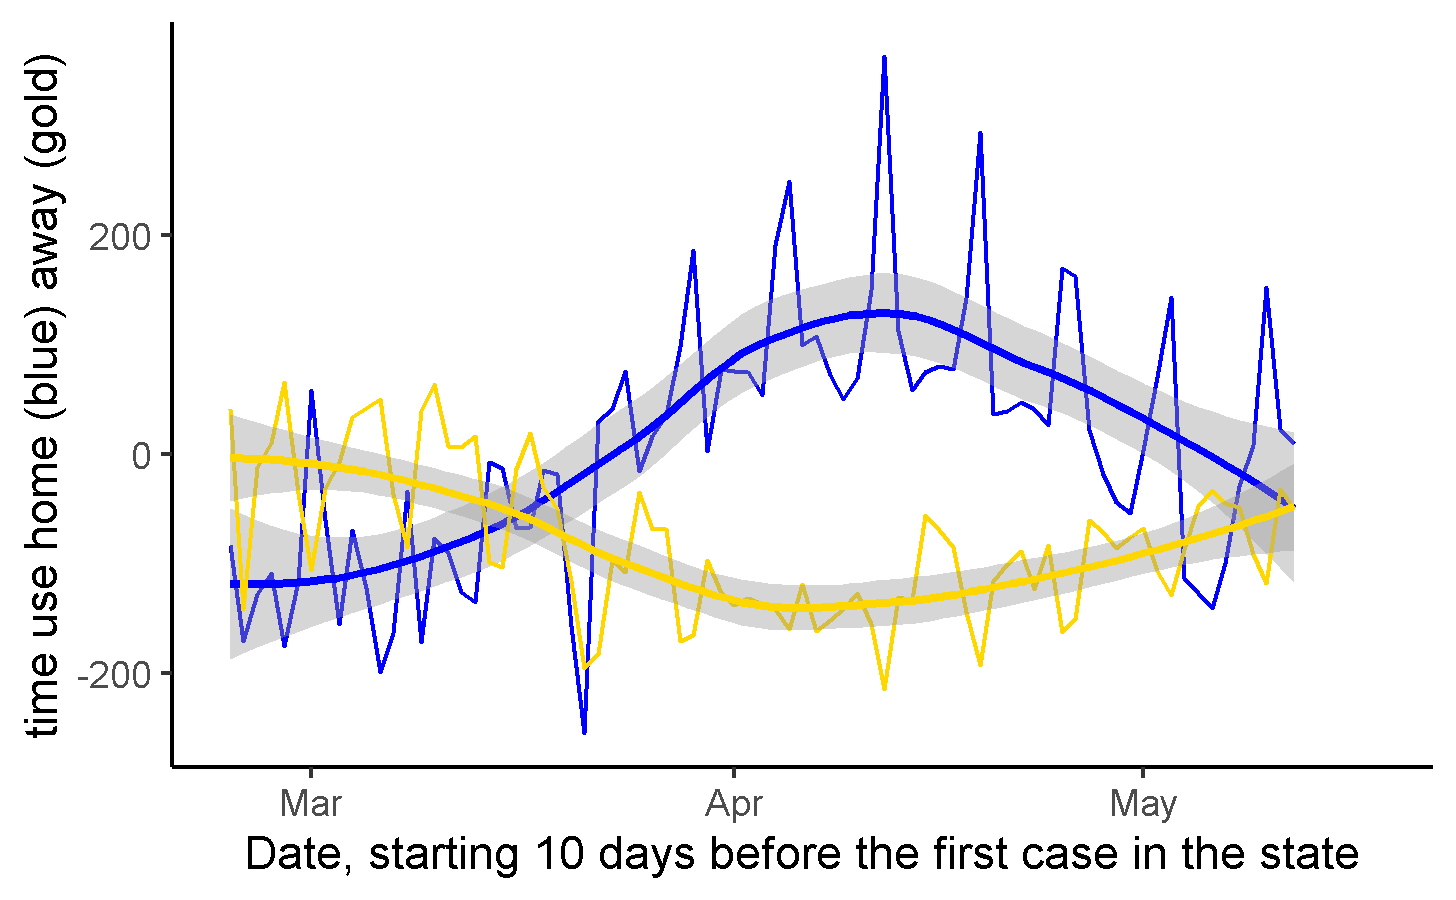 time use home (blue) away (gold)
200
0
-200
Mar
Apr
May
Date, starting 10 days before the first case in the state